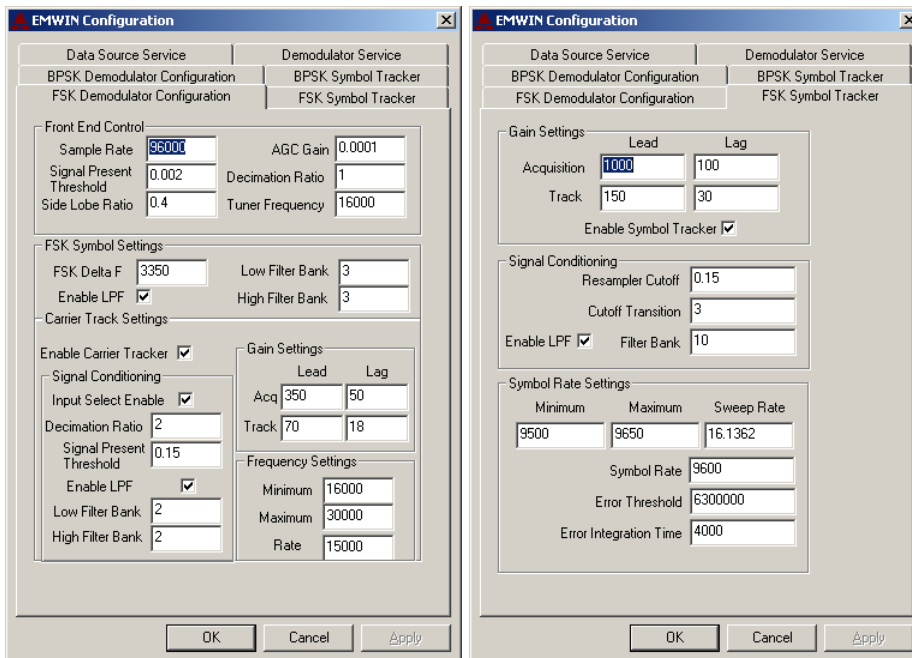 EMWIN Configuration
Data Source Service Demodulator Service
BPSK Demodulator Configuration BPSK Symbol Tracker
FSK Demodulator Configuration FSK Symbol Tracker
Front End Control
Sample Rate 96000 AGC Gain 0.0001
Signal Present Threshold 0.002 Decimation Ratio 1
Side Lobe Ratio 0.4 Tuner Frequency 16000
FSK Symbol Settings
FSK Delta F 3350 Low Filter Bank 3
Enable LPF High Filter Bank 3
Carrier Track Settings
Enable Carrier Tracker
Signal Conditioning
Input Select Enable
Decimation Ratio 2
Signal Present Threshold 0.15
Enable LPF
Low Filter Bank 2
High Filter Bank 2
Gain Settings
Lead Lag
Acq 350 50
Track 70 18
Frequency Settings
Minimum 16000
Maximum 30000
Rate 15000
OK Cancel Apply
EMWIN Configuration
Data Source Service Demodulator Service
BPSK Demodulator Configuration BPSK Symbol Tracker
FSK Demodulator Configuration FSK Symbol Tracker
Gain Settings
Lead Lag
Acquisition 1000 100
Track 150 30
Enable Symbol Tracker
Signal Conditioning
Resampler Cutoff 0.15
Cutoff Transition 3
Enable LPF Filter Bank 10
Symbol Rate Settings
Minimum Maximum Sweep Rate
9500 9650 16.1362
Symbol Rate 9600
Error Threshold 6300000
Error Integration Time 4000
OK Cancel Apply